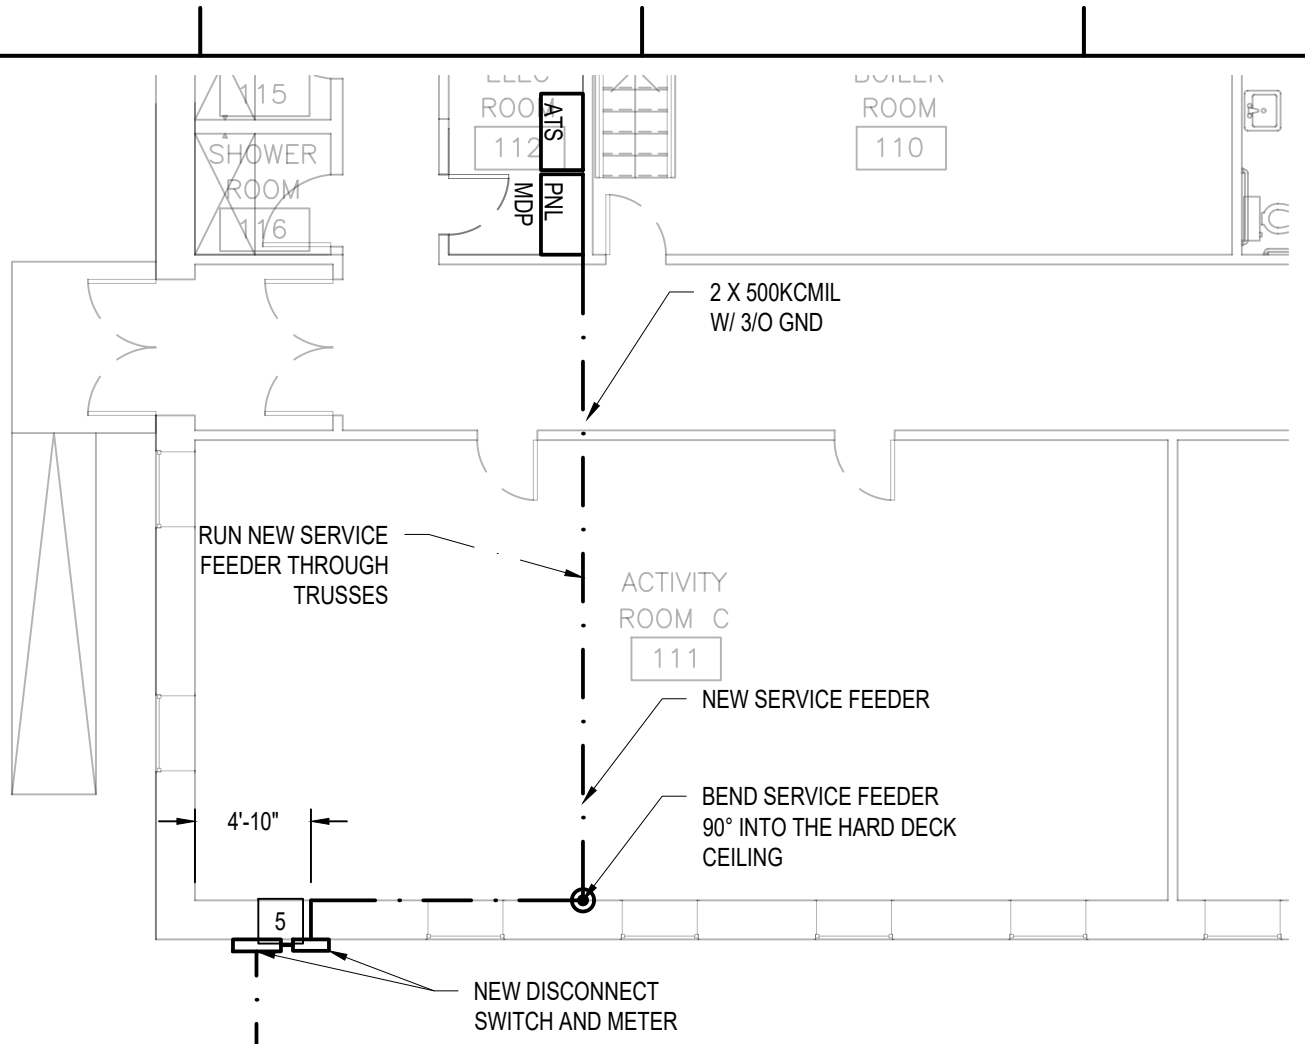 115
ROOM
112
ATS
PNL
MDP
ROOM
110
SHOWER
ROOM
116
2 X 500KCMIL
W/ 3/O GND
RUN NEW SERVICE
FEEDER THROUGH
TRUSSES
ACTIVITY
ROOM C
111
NEW SERVICE FEEDER
BEND SERVICE FEEDER
90° INTO THE HARD DECK
CEILING
4'-10"
5
NEW DISCONNECT
SWITCH AND METER